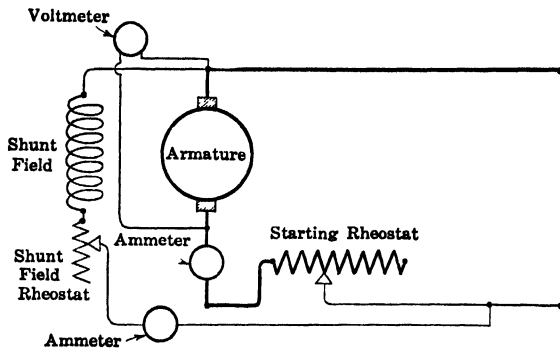 Voltmeter
Shunt
Field
Armature
Ammeter
Starting Rheostat
Shunt
Field
Rheostat
Ammeter